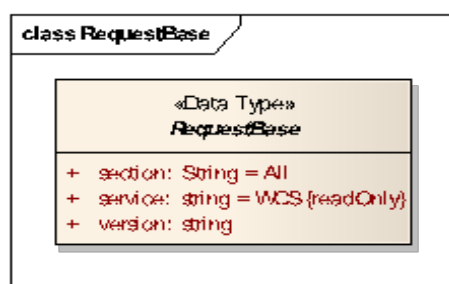 class RequestBase
«Data Type»
RequestBase
+ section: String = All
+ service: string = WCS {readOnly}
+ version: string